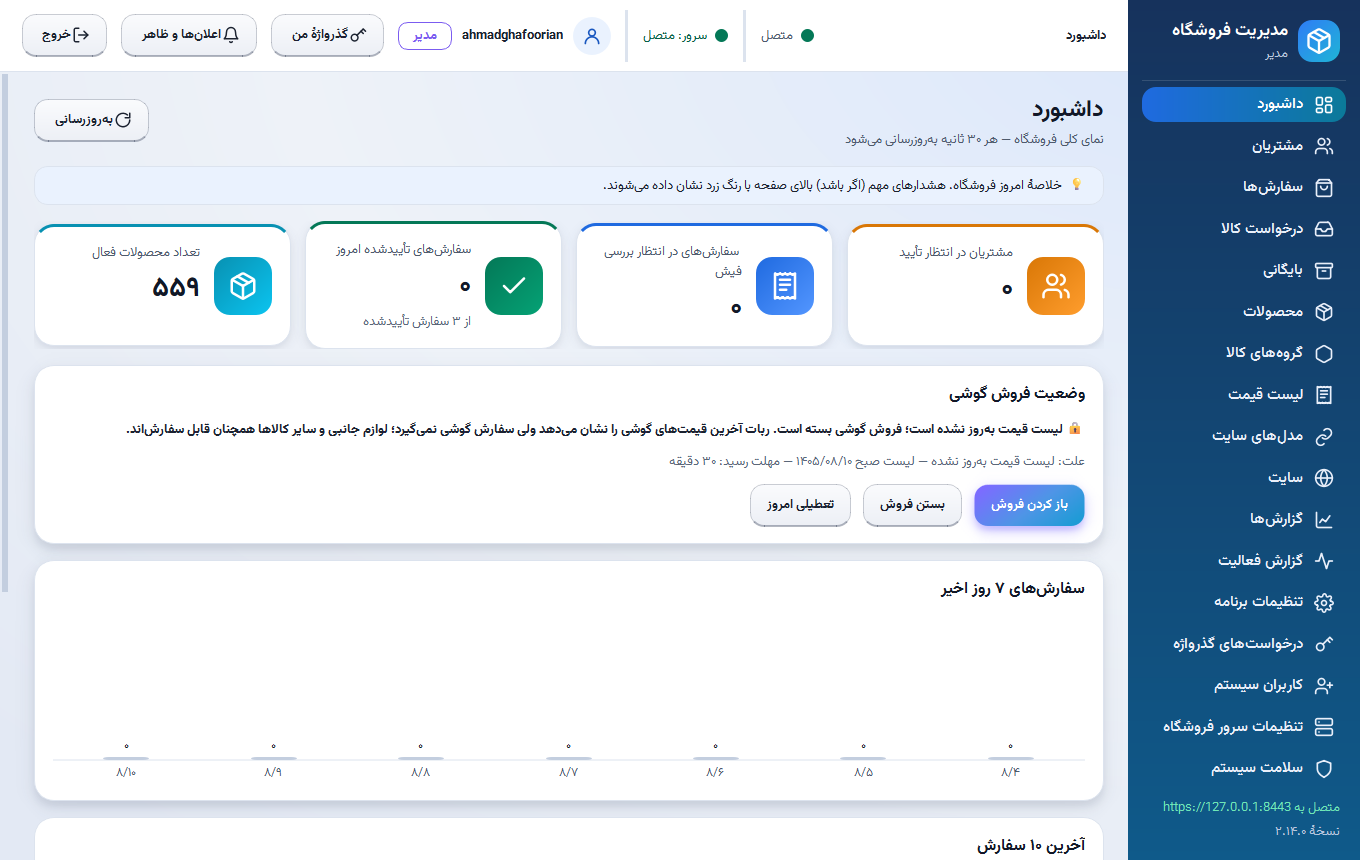 مدیریت فروشگاه
مدیر
داشبورد
مشتریان
سفارش‌ها
درخواست کالا
بایگانی
محصولات
گروه‌های کالا
لیست قیمت
مدل‌های سایت
سایت
گزارش‌ها
گزارش فعالیت
تنظیمات برنامه
درخواست‌های گذرواژه
کاربران سیستم
تنظیمات سرور فروشگاه
سلامت سیستم
متصل به https://127.0.0.1:8443
نسخهٔ ۲.۱۴.۰
داشبورد
متصل
سرور: متصل
ahmadghafoorian
مدیر
گذرواژهٔ من
اعلان‌ها و ظاهر
خروج
داشبورد
نمای کلی فروشگاه — هر ۳۰ ثانیه به‌روزرسانی می‌شود
به‌روزرسانی
خلاصهٔ امروز فروشگاه. هشدارهای مهم (اگر باشد) بالای صفحه با رنگ زرد نشان داده می‌شوند.
مشتریان در انتظار تأیید
۰
سفارش‌های در انتظار بررسی
فیش
۰
سفارش‌های تأییدشده امروز
۰
از ۳ سفارش تأییدشده
تعداد محصولات فعال
۵۵۹
وضعیت فروش گوشی
لیست قیمت به‌روز نشده است؛ فروش گوشی بسته است. ربات آخرین قیمت‌های گوشی را نشان می‌دهد ولی سفارش گوشی نمی‌گیرد؛ لوازم جانبی و سایر کالاها همچنان قابل سفارش‌اند.
علت: لیست قیمت به‌روز نشده — لیست صبح ۱۴۰۵/۰۸/۱۰ — مهلت رسید: ۳۰ دقیقه
باز کردن فروش
بستن فروش
تعطیلی امروز
سفارش‌های ۷ روز اخیر
۰ ۰ ۰ ۰ ۰ ۰ ۰
۸/۴ ۸/۵ ۸/۶ ۸/۷ ۸/۸ ۸/۹ ۸/۱۰
آخرین ۱۰ سفارش